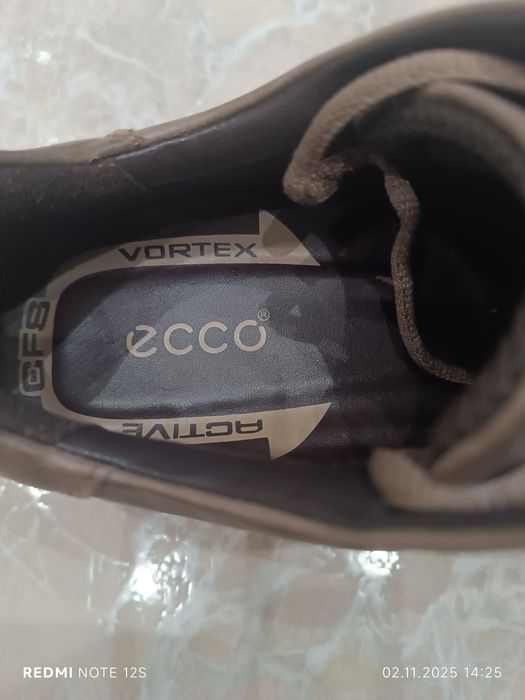 VORTEX
ecco®
CFS
ACTIVE
REDMI NOTE 12S
02.11.2025 14:25